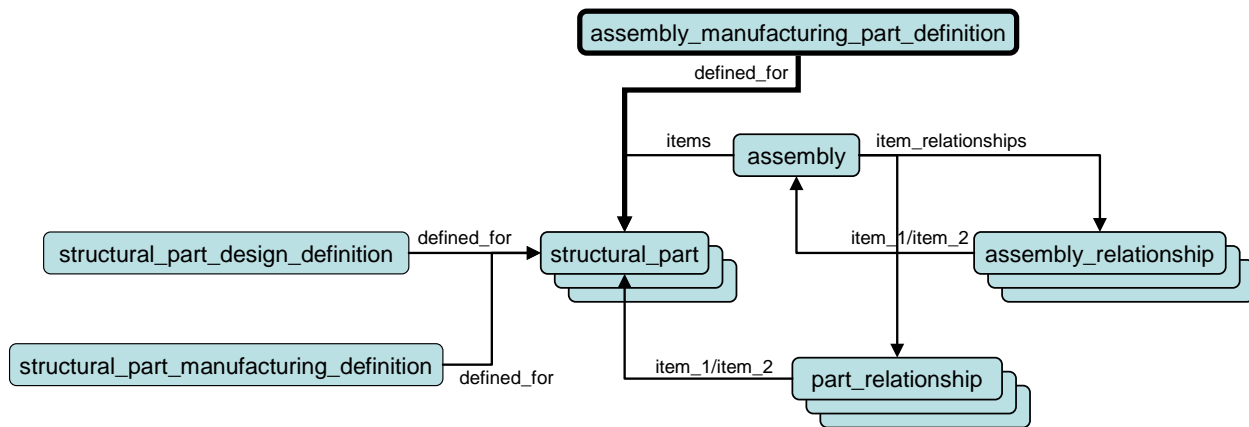 assembly_manufacturing_part_definition
defined_for
items
assembly
item_relationships
structural_part_design_definition
defined_for
structural_part
item_1/item_2
assembly_relationship
structural_part_manufacturing_definition
defined_for
item_1/item_2
part_relationship